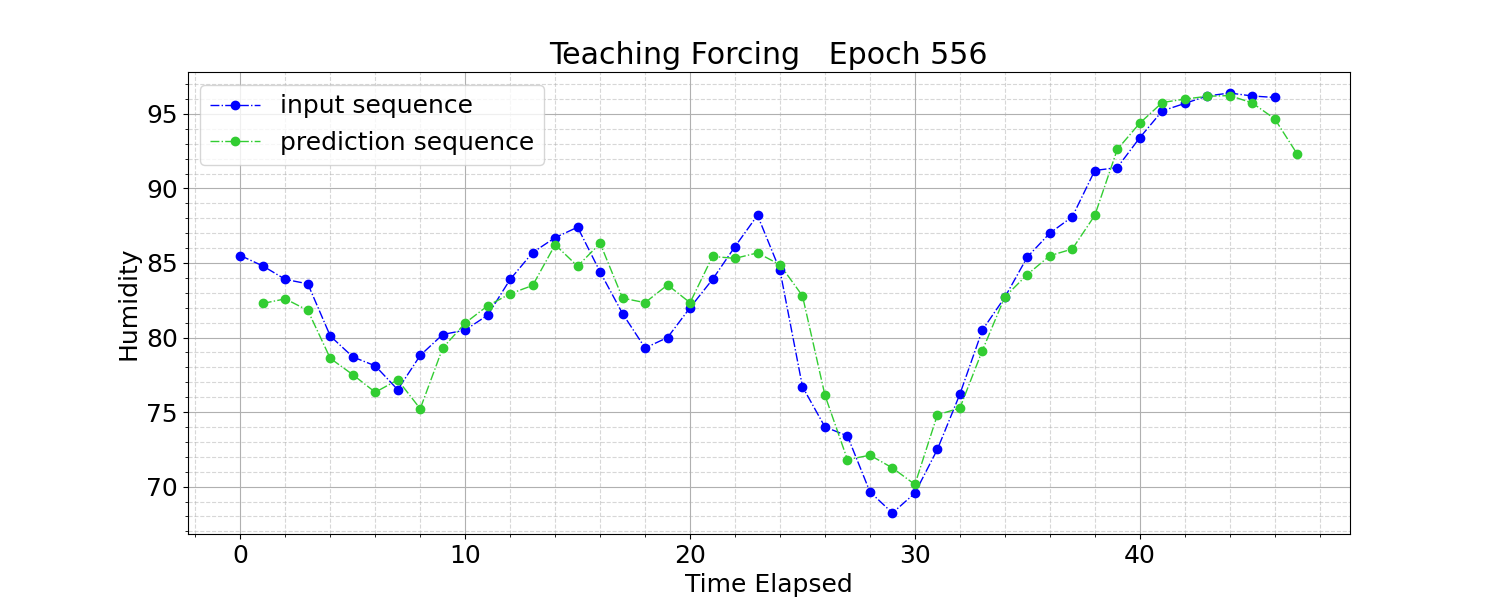 Teaching Forcing   Epoch 556
input sequence
prediction sequence
Humidity
95
90
85
80
75
70
0 10 20 30 40
Time Elapsed